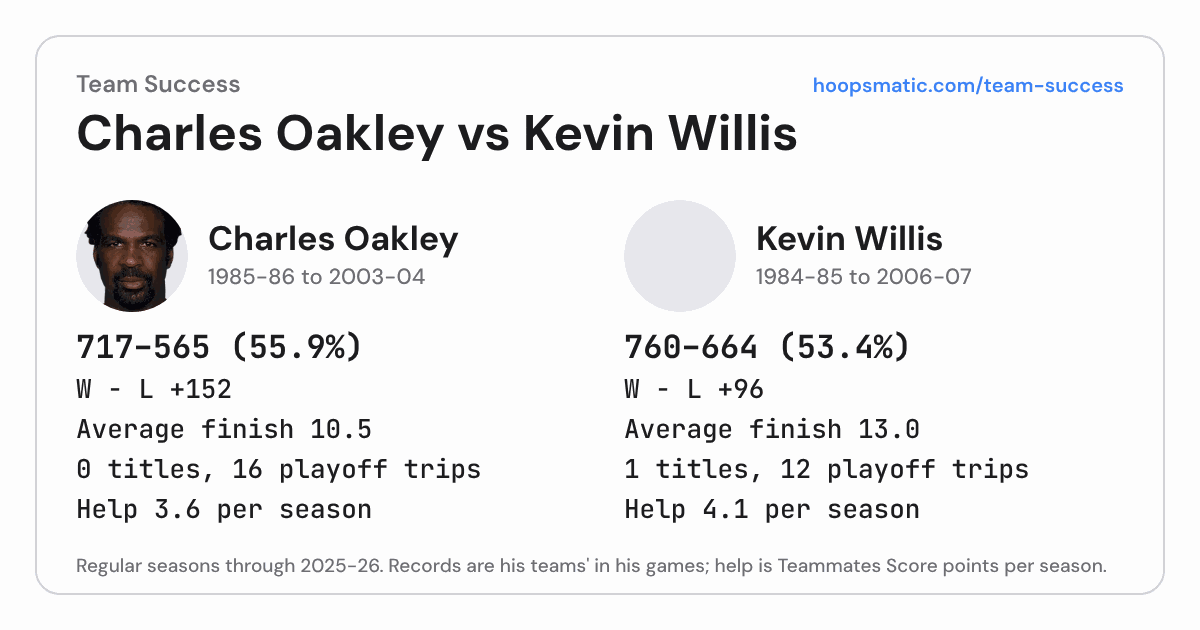 Team Success
hoopsmatic.com/team-success
Charles Oakley vs Kevin Willis
Charles Oakley
1985-86 to 2003-04
717-565 (55.9%)
W - L +152
Average finish 10.5
0 titles, 16 playoff trips
Help 3.6 per season
Kevin Willis
1984-85 to 2006-07
760-664 (53.4%)
W - L +96
Average finish 13.0
1 titles, 12 playoff trips
Help 4.1 per season
Regular seasons through 2025-26. Records are his teams' in his games; help is Teammates Score points per season.